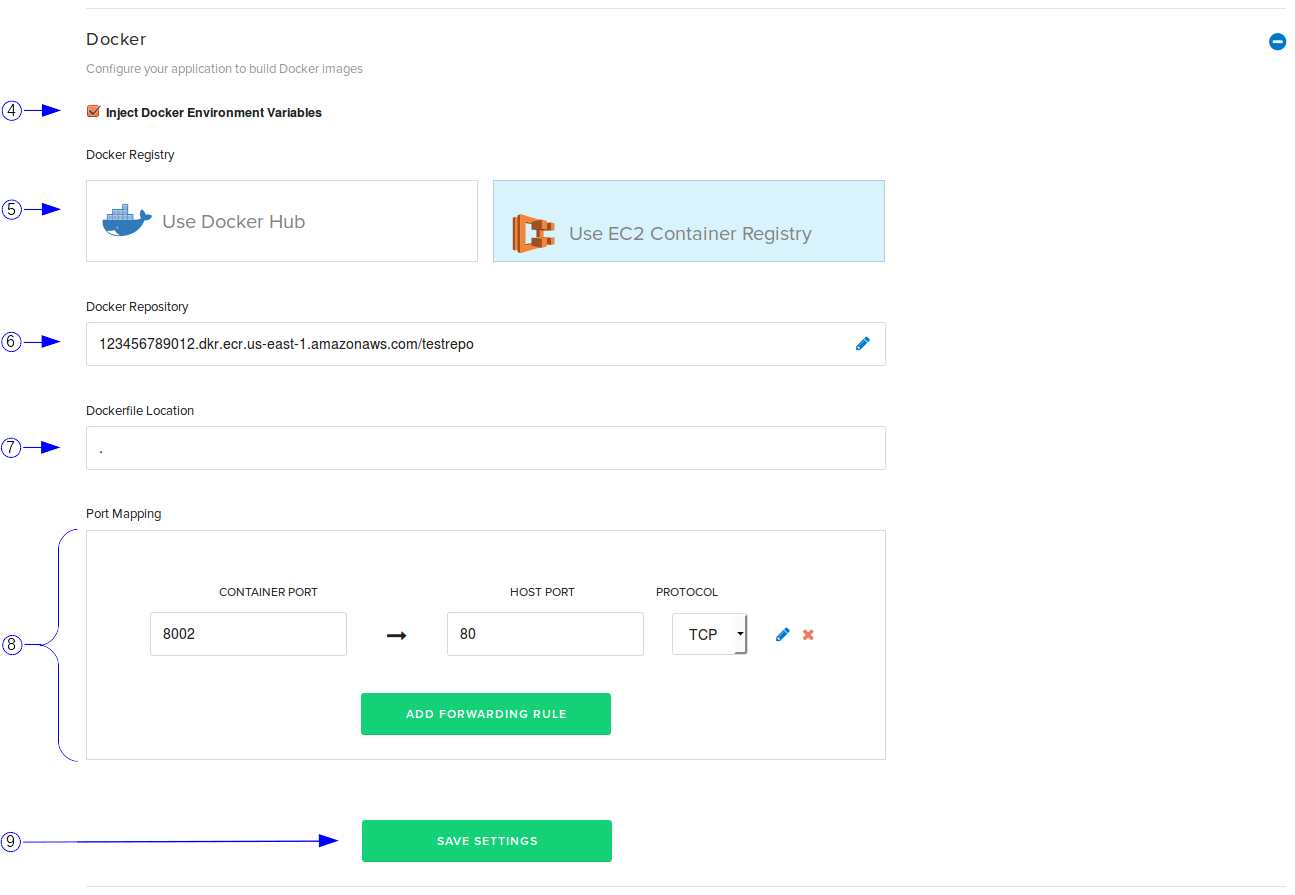 Docker
Configure your application to build Docker images
4
Inject Docker Environment Variables
Docker Registry
5
Use Docker Hub
Use EC2 Container Registry
Docker Repository
6
123456789012.dkr.ecr.us-east-1.amazonaws.com/testrepo
Dockerfile Location
7
.
Port Mapping
8
CONTAINER PORT HOST PORT PROTOCOL
8002 80 TCP
ADD FORWARDING RULE
9
SAVE SETTINGS